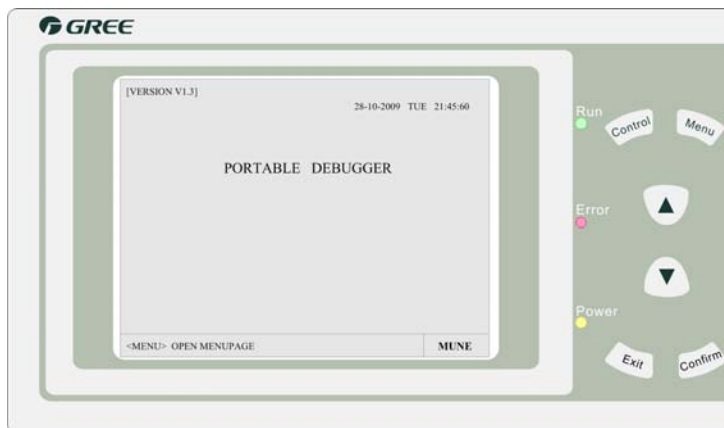 GREE
[VERSION V1.3]
28-10-2009 TUE 21:45:60
PORTABLE DEBUGGER
<MENU> OPEN MENUPAGE
MUNE
Run
Control
Menu
Error
Power
Exit
Confirm